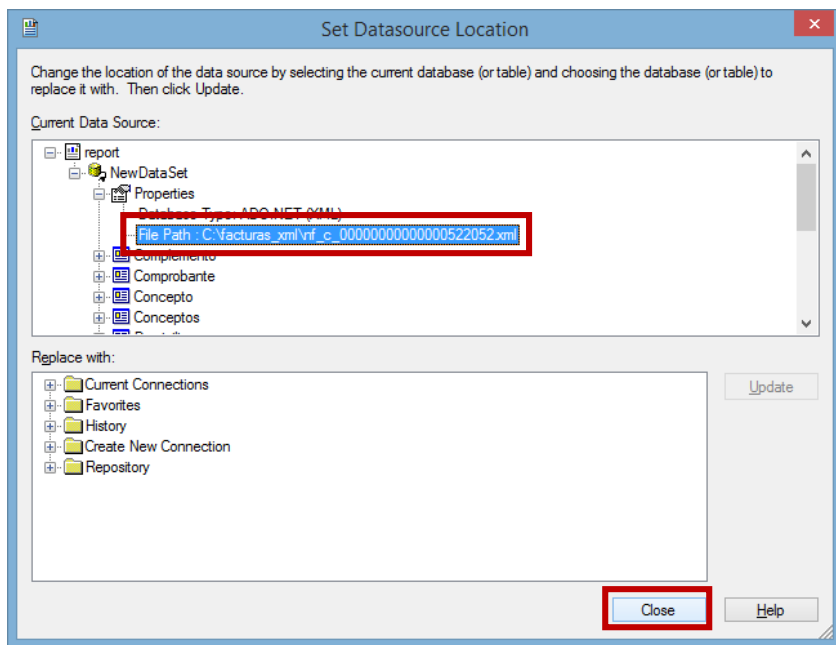 Set Datasource Location
Change the location of the data source by selecting the current database (or table) and choosing the database (or table) to
replace it with. Then click Update.
Current Data Source:
report
NewDataSet
Properties
Database Type: ADO.NET (XML)
File Path : C:\facturas_xml\nf_c_00000000000000522052.xml
Complemento
Comprobante
Concepto
Conceptos
Replace with:
Current Connections
Update
Favorites
History
Create New Connection
Repository
Close
Help